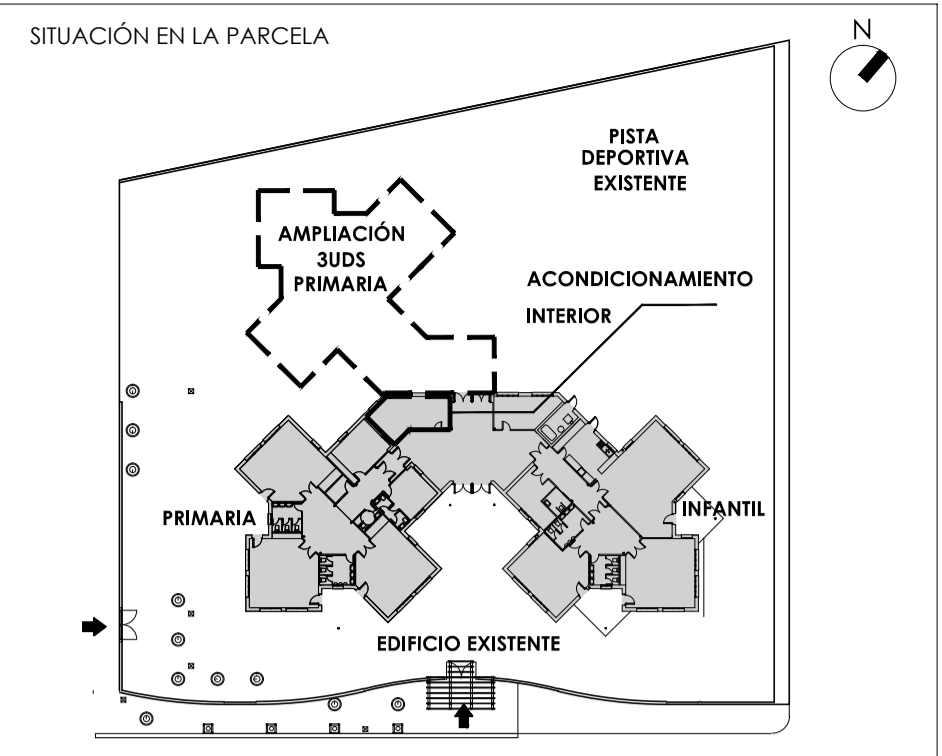 SITUACIÓN EN LA PARCELA
N
PISTA
DEPORTIVA
EXISTENTE
AMPLIACIÓN
3UDS
PRIMARIA
ACONDICIONAMIENTO
INTERIOR
PRIMARIA
INFANTIL
EDIFICIO EXISTENTE